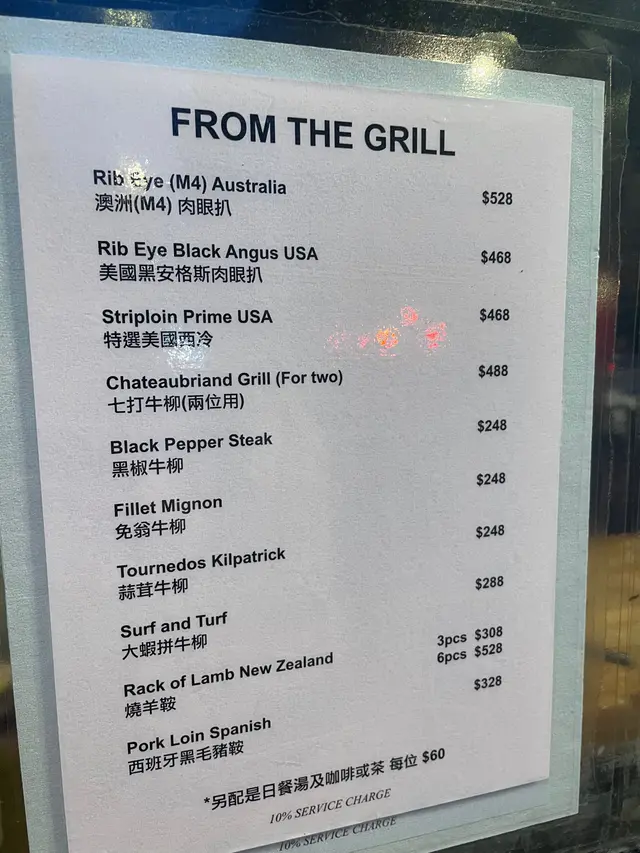 FROM THE GRILL
Rib Eye (M4) Australia $528
澳洲(M4) 肉眼扒
Rib Eye Black Angus USA $468
美國黑安格斯肉眼扒
Striploin Prime USA $468
特選美國西冷
Chateaubriand Grill (For two) $488
七打牛柳(兩位用)
Black Pepper Steak $248
黑椒牛柳
Fillet Mignon $248
免翁牛柳
Tournedos Kilpatrick $248
蒜茸牛柳
Surf and Turf $288
大蝦拼牛柳
Rack of Lamb New Zealand 3pcs $308
6pcs $528
燒羊鞍
Pork Loin Spanish $328
西班牙黑毛豬鞍
*另配是日餐湯及咖啡或茶 每位 $60
10% SERVICE CHARGE
10% SERVICE CHARGE